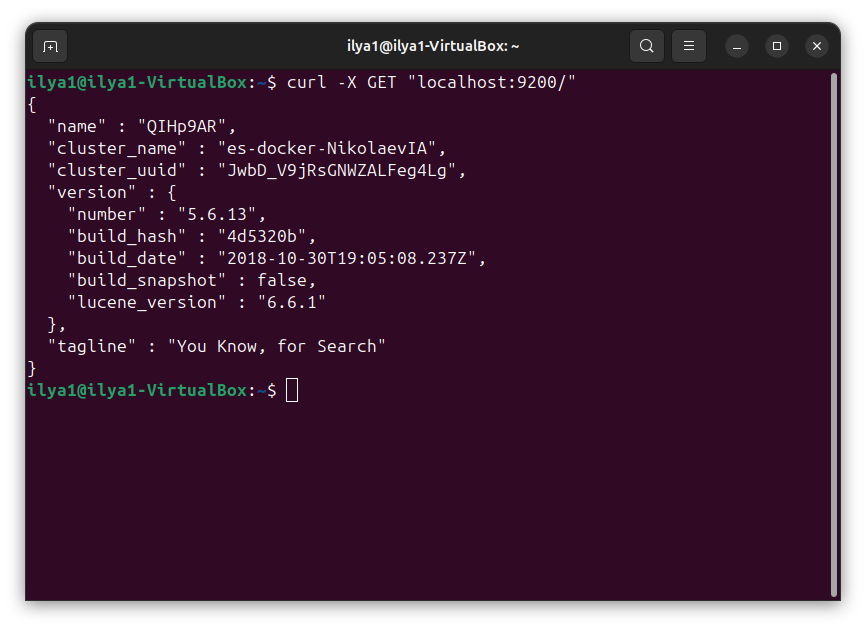 ilya1@ilya1-VirtualBox: ~
ilya1@ilya1-VirtualBox:~$ curl -X GET "localhost:9200/"
{
  "name" : "QIHp9AR",
  "cluster_name" : "es-docker-NikolaevIA",
  "cluster_uuid" : "JwbD_V9jRsGNWZALFeg4Lg",
  "version" : {
    "number" : "5.6.13",
    "build_hash" : "4d5320b",
    "build_date" : "2018-10-30T19:05:08.237Z",
    "build_snapshot" : false,
    "lucene_version" : "6.6.1"
  },
  "tagline" : "You Know, for Search"
}
ilya1@ilya1-VirtualBox:~$